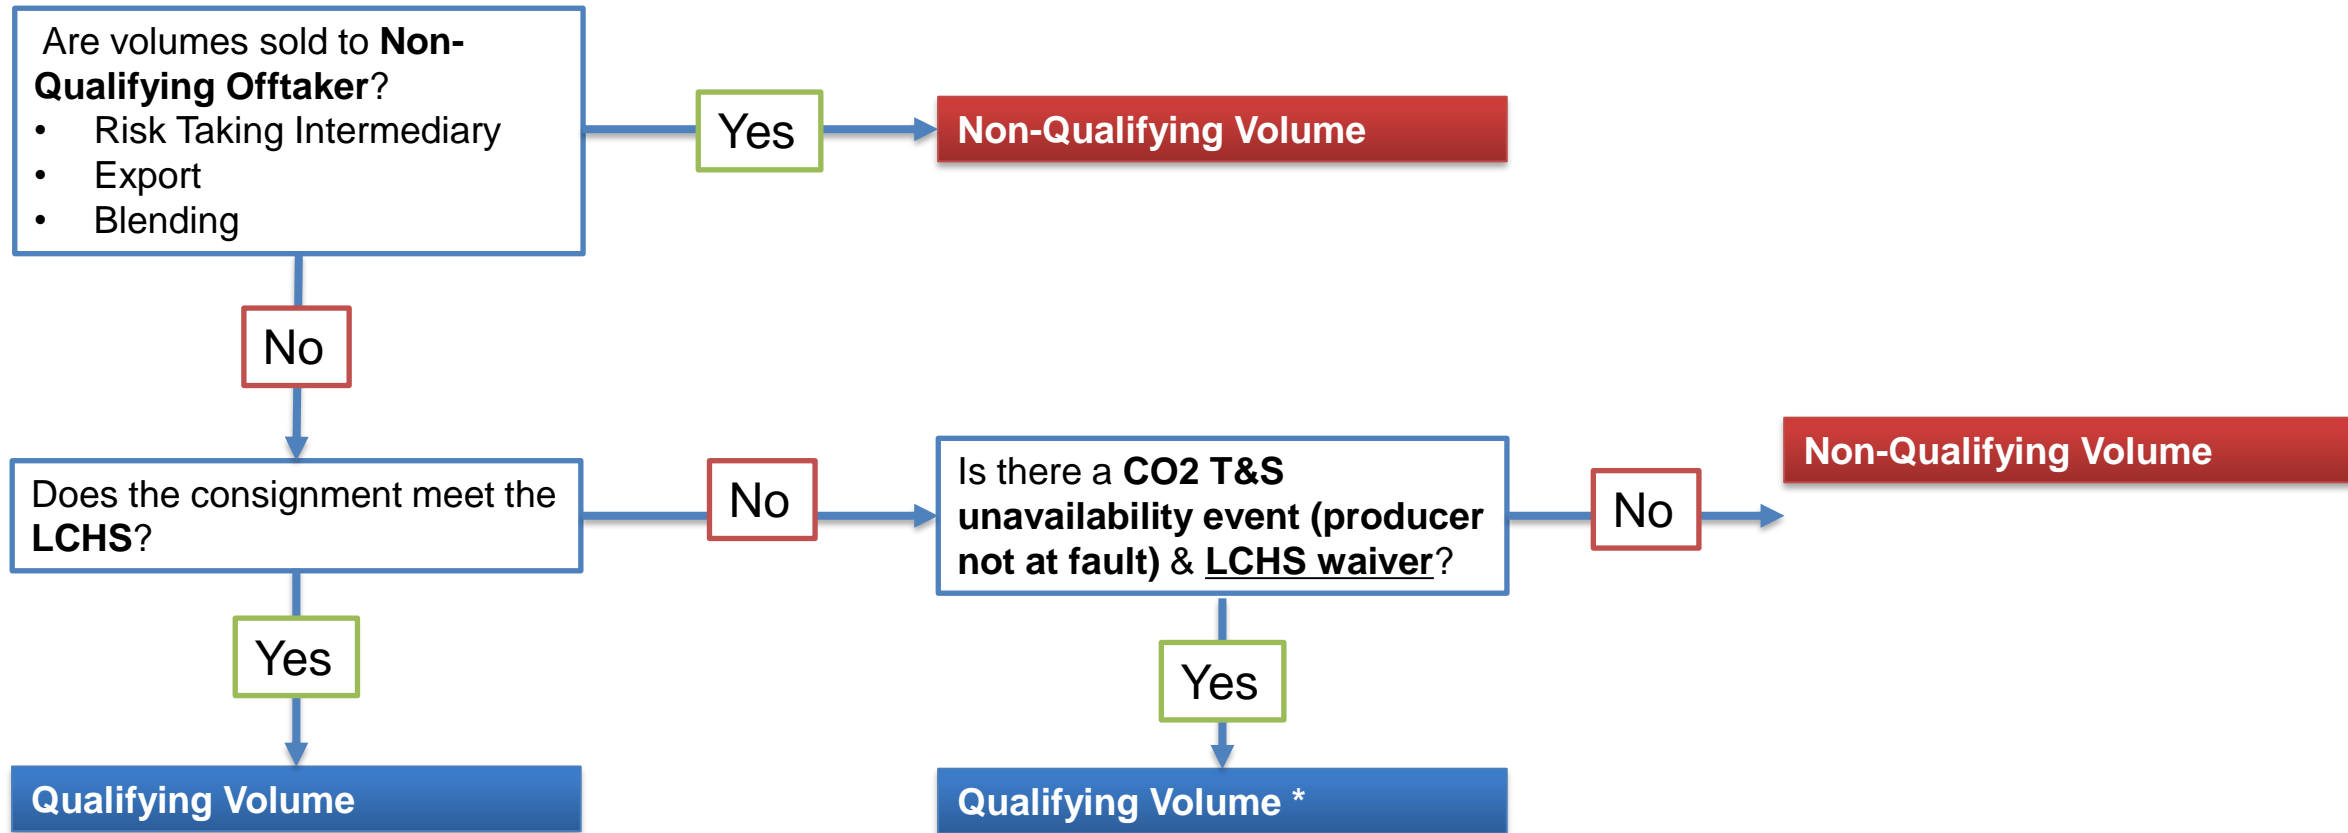 Are volumes sold to Non-
Qualifying Offtaker?
• Risk Taking Intermediary
• Export
• Blending
Yes
Non-Qualifying Volume
No
Does the consignment meet the
LCHS?
No
Is there a CO2 T&S
unavailability event (producer
not at fault) & LCHS waiver?
No
Non-Qualifying Volume
Yes
Yes
Qualifying Volume
Qualifying Volume *